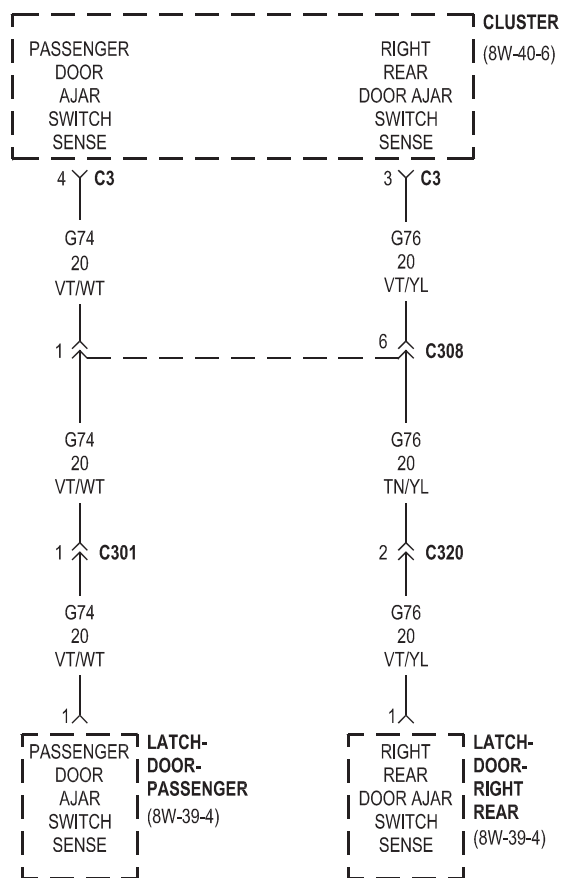 CLUSTER
(8W-40-6)
PASSENGER
DOOR
AJAR
SWITCH
SENSE
RIGHT
REAR
DOOR AJAR
SWITCH
SENSE
4 C3
3 C3
G74
20
VT/WT
G76
20
VT/YL
1
6 C308
G74
20
VT/WT
G76
20
TN/YL
1 C301
2 C320
G74
20
VT/WT
G76
20
VT/YL
1
1
PASSENGER
DOOR
AJAR
SWITCH
SENSE
LATCH-
DOOR-
PASSENGER
(8W-39-4)
RIGHT
REAR
DOOR AJAR
SWITCH
SENSE
LATCH-
DOOR-
RIGHT
REAR
(8W-39-4)